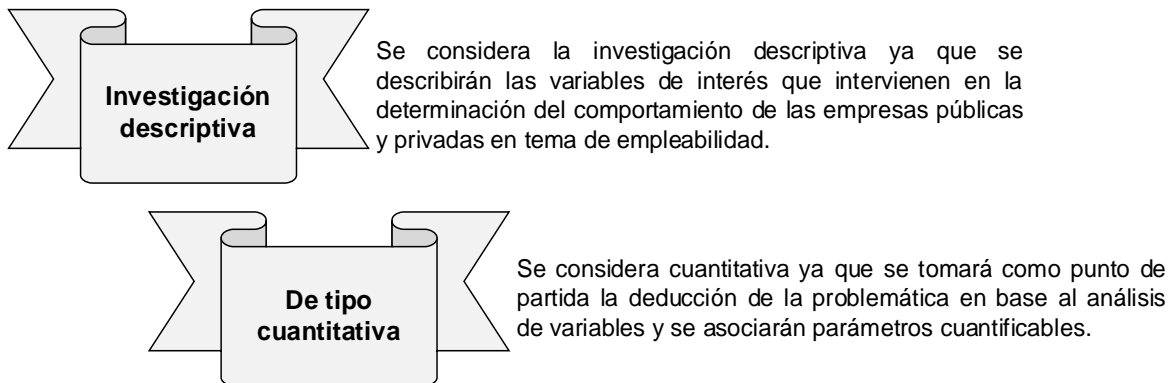 Investigación
descriptiva
Se considera la investigación descriptiva ya que se
describirán las variables de interés que intervienen en la
determinación del comportamiento de las empresas públicas
y privadas en tema de empleabilidad.
De tipo
cuantitativa
Se considera cuantitativa ya que se tomará como punto de
partida la deducción de la problemática en base al análisis
de variables y se asociarán parámetros cuantificables.